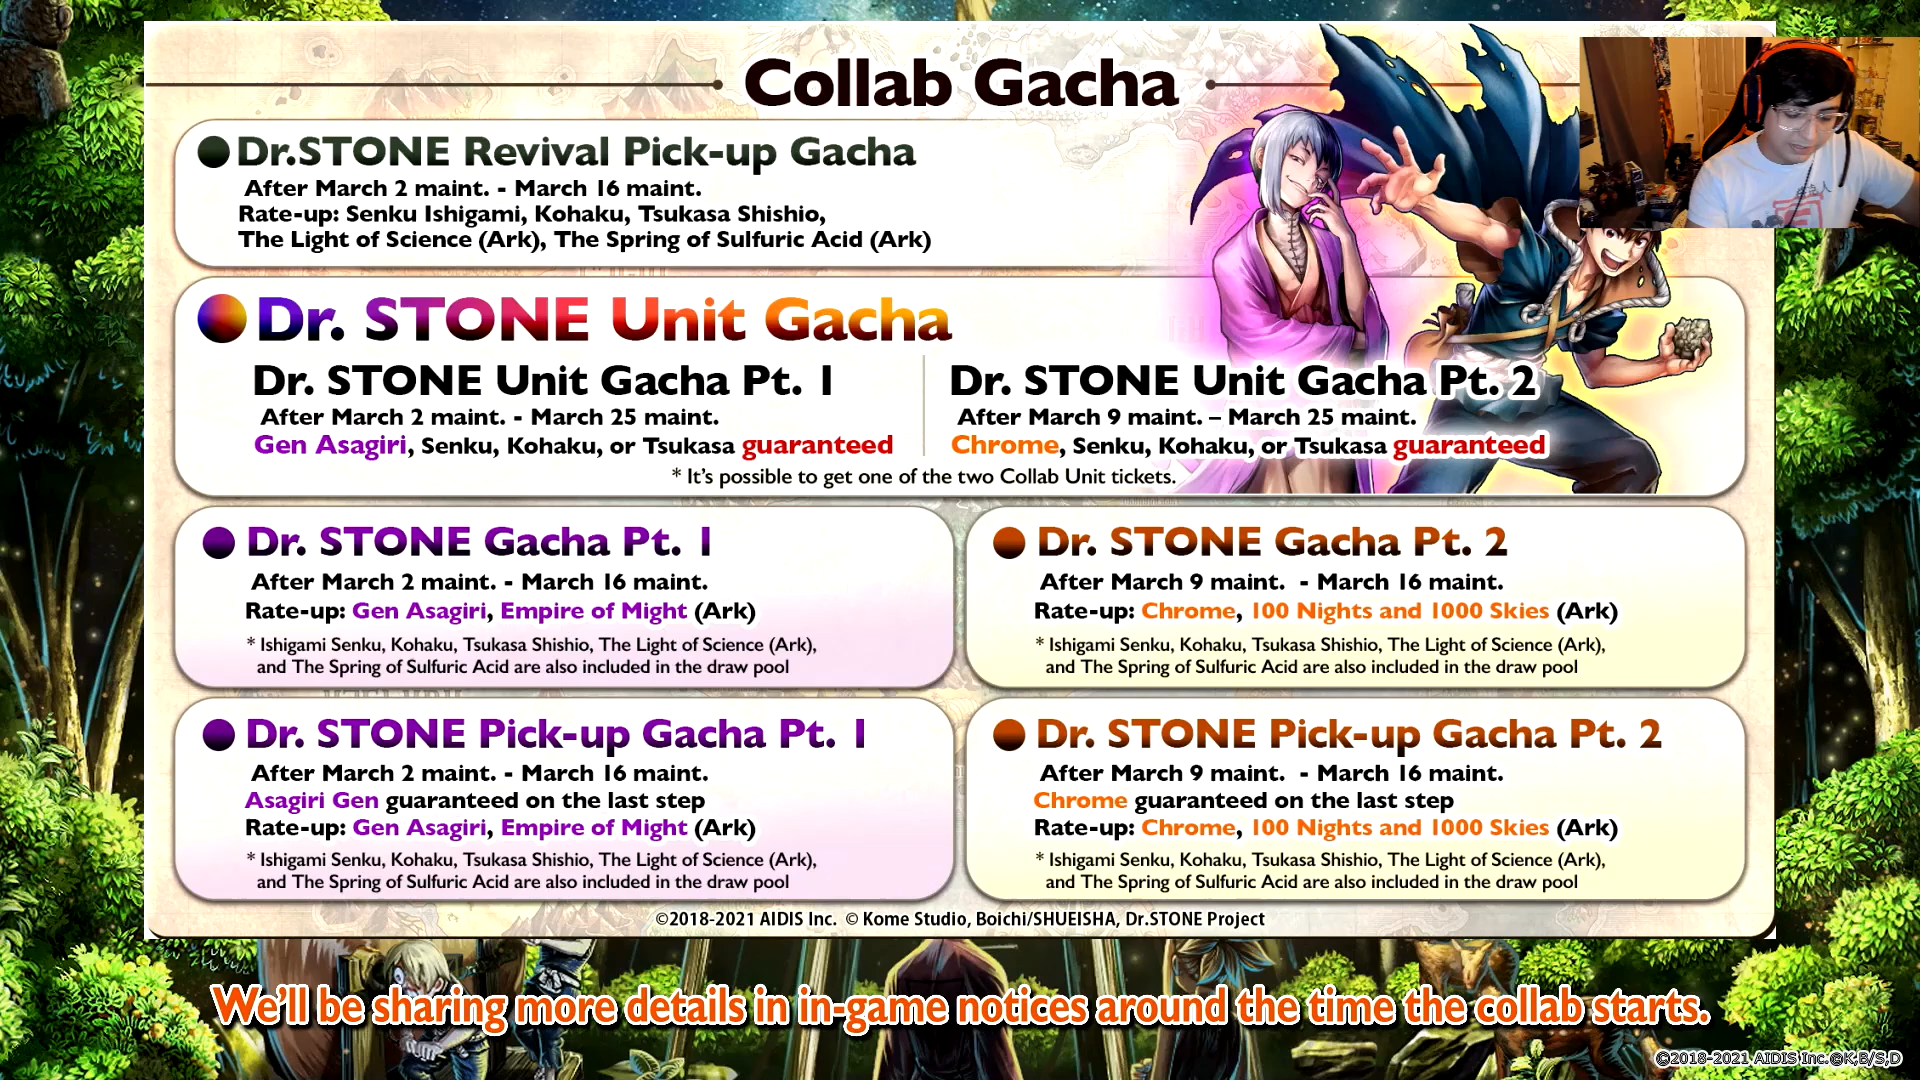 Collab Gacha
Dr.STONE Revival Pick-up Gacha
After March 2 maint. - March 16 maint.
Rate-up: Senku Ishigami, Kohaku, Tsukasa Shishio,
The Light of Science (Ark), The Spring of Sulfuric Acid (Ark)
Dr. STONE Unit Gacha
Dr. STONE Unit Gacha Pt. 1
After March 2 maint. - March 25 maint.
Gen Asagiri, Senku, Kohaku, or Tsukasa guaranteed
Dr. STONE Unit Gacha Pt. 2
After March 9 maint. – March 25 maint.
Chrome, Senku, Kohaku, or Tsukasa guaranteed
* It's possible to get one of the two Collab Unit tickets.
Dr. STONE Gacha Pt. 1
After March 2 maint. - March 16 maint.
Rate-up: Gen Asagiri, Empire of Might (Ark)
* Ishigami Senku, Kohaku, Tsukasa Shishio, The Light of Science (Ark),
and The Spring of Sulfuric Acid are also included in the draw pool
Dr. STONE Gacha Pt. 2
After March 9 maint. - March 16 maint.
Rate-up: Chrome, 100 Nights and 1000 Skies (Ark)
* Ishigami Senku, Kohaku, Tsukasa Shishio, The Light of Science (Ark),
and The Spring of Sulfuric Acid are also included in the draw pool
Dr. STONE Pick-up Gacha Pt. 1
After March 2 maint. - March 16 maint.
Asagiri Gen guaranteed on the last step
Rate-up: Gen Asagiri, Empire of Might (Ark)
* Ishigami Senku, Kohaku, Tsukasa Shishio, The Light of Science (Ark),
and The Spring of Sulfuric Acid are also included in the draw pool
Dr. STONE Pick-up Gacha Pt. 2
After March 9 maint. - March 16 maint.
Chrome guaranteed on the last step
Rate-up: Chrome, 100 Nights and 1000 Skies (Ark)
* Ishigami Senku, Kohaku, Tsukasa Shishio, The Light of Science (Ark),
and The Spring of Sulfuric Acid are also included in the draw pool
©2018-2021 AIDIS Inc. © Kome Studio, Boichi/SHUEISHA, Dr.STONE Project
We'll be sharing more details in in-game notices around the time the collab starts.
©2018-2021 AIDIS Inc.©K,B/S,D